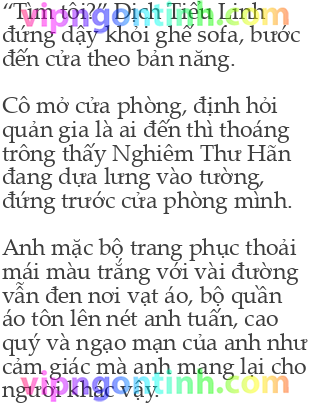 “Tìm tôi?” Dịch Tiểu Linh
đứng dậy khỏi ghế sofa, bước
đến cửa theo bản năng.
Cô mở cửa phòng, định hỏi
quản gia là ai đến thì thoáng
trông thấy Nghiêm Thư Hãn
đang dựa lưng vào tường,
đứng trước cửa phòng mình.
Anh mặc bộ trang phục thoải
mái màu trắng với vài đường
vẫn đen nơi vạt áo, bộ quần
áo tôn lên nét anh tuấn, cao
quý và ngạo mạn của anh như
cảm giác mà anh mang lại cho
người khác vậy.
vipngontinh.com
vipngontinh.com